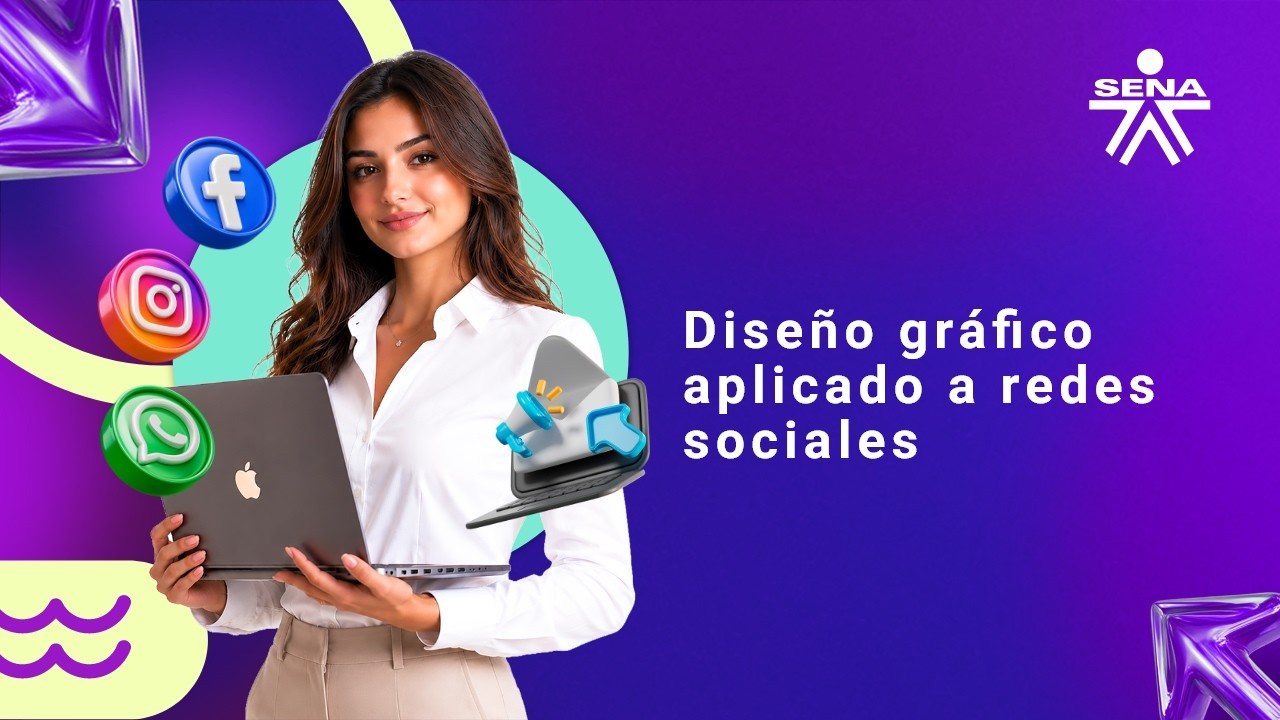 SENA
Diseño gráfico
aplicado a redes
sociales